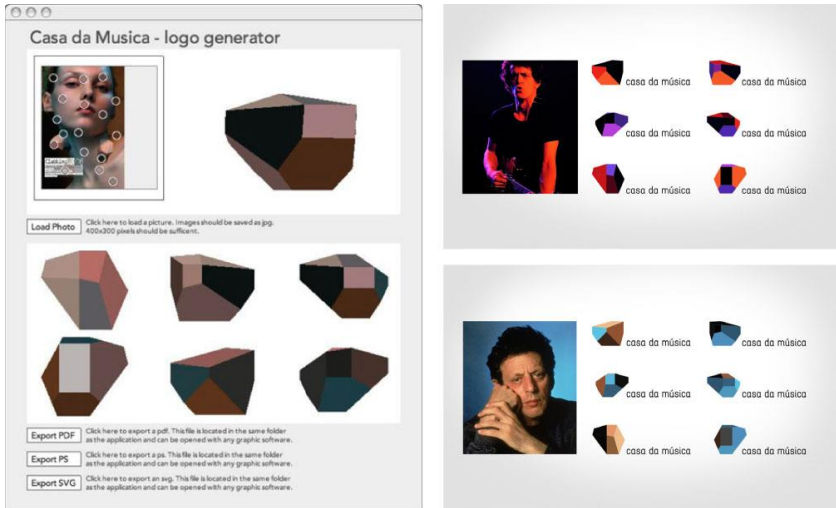 Casa da Musica - logo generator
Load Photo
Click here to load a picture. Images should be saved as jpg.
400x300 pixels should be sufficent.
Export PDF
Click here to export a pdf. This file is located in the same folder
as the application and can be opened with any graphic software.
Export PS
Click here to export a ps. This file is located in the same folder
as the application and can be opened with any graphic software.
Export SVG
Click here to export an svg. This file is located in the same folder
as the application and can be opened with any graphic software.
casa da música casa da música
casa da música casa da música
casa da música casa da música
casa da música casa da música
casa da música casa da música
casa da música casa da música